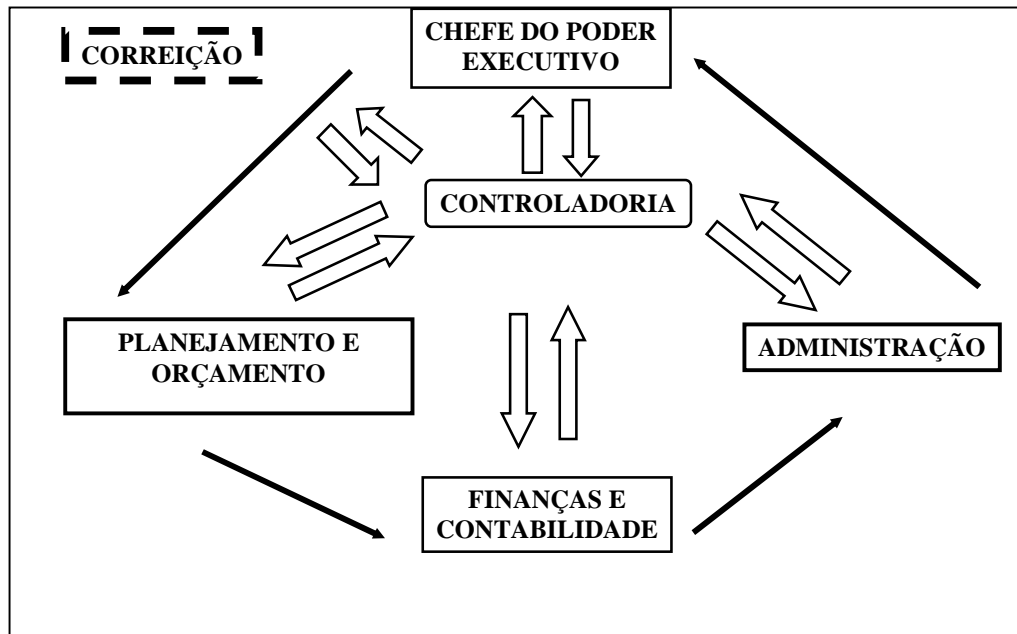 CORREIÇÃO
CHEFE DO PODER
EXECUTIVO
CONTROLADORIA
PLANEJAMENTO E
ORÇAMENTO
ADMINISTRAÇÃO
FINANÇAS E
CONTABILIDADE